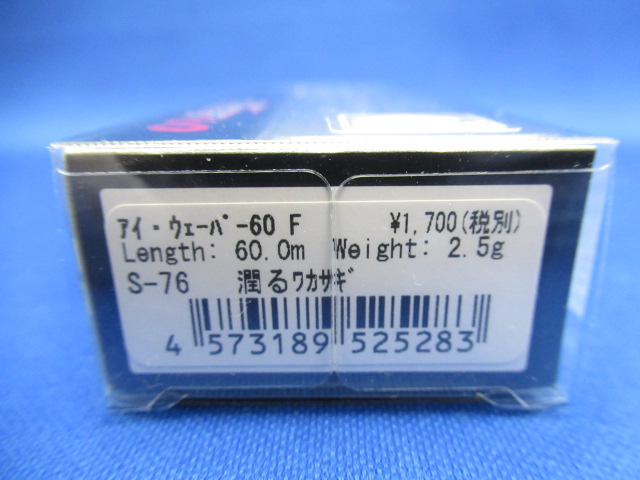 ｱｲ・ｳｪｰﾊﾞ-60 F ¥1,700(税別)
Length: 60.0m Weight: 2.5g
S-76 潤るﾜｶｻｷﾞ
4 573189 525283